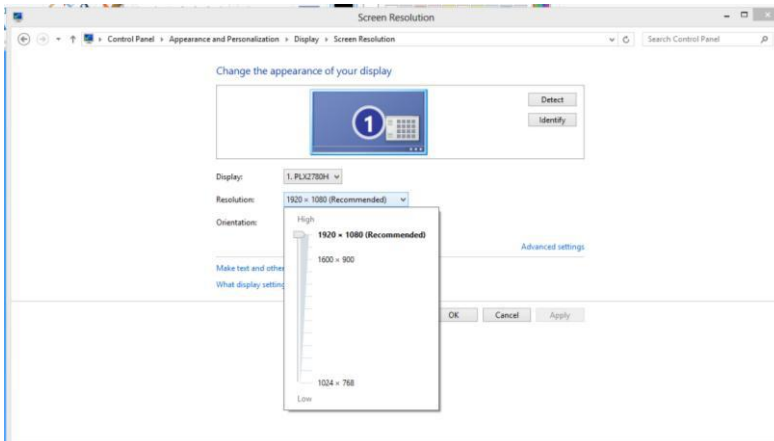 Screen Resolution
Control Panel Appearance and Personalization Display Screen Resolution
Search Control Panel
Change the appearance of your display
1
Detect
Identify
Display: 1. PLX2780H
Resolution: 1920 × 1080 (Recommended)
Orientation:
High
1920 × 1080 (Recommended)
1600 × 900
1024 × 768
Low
Advanced settings
Make text and other
What display setting
OK Cancel Apply